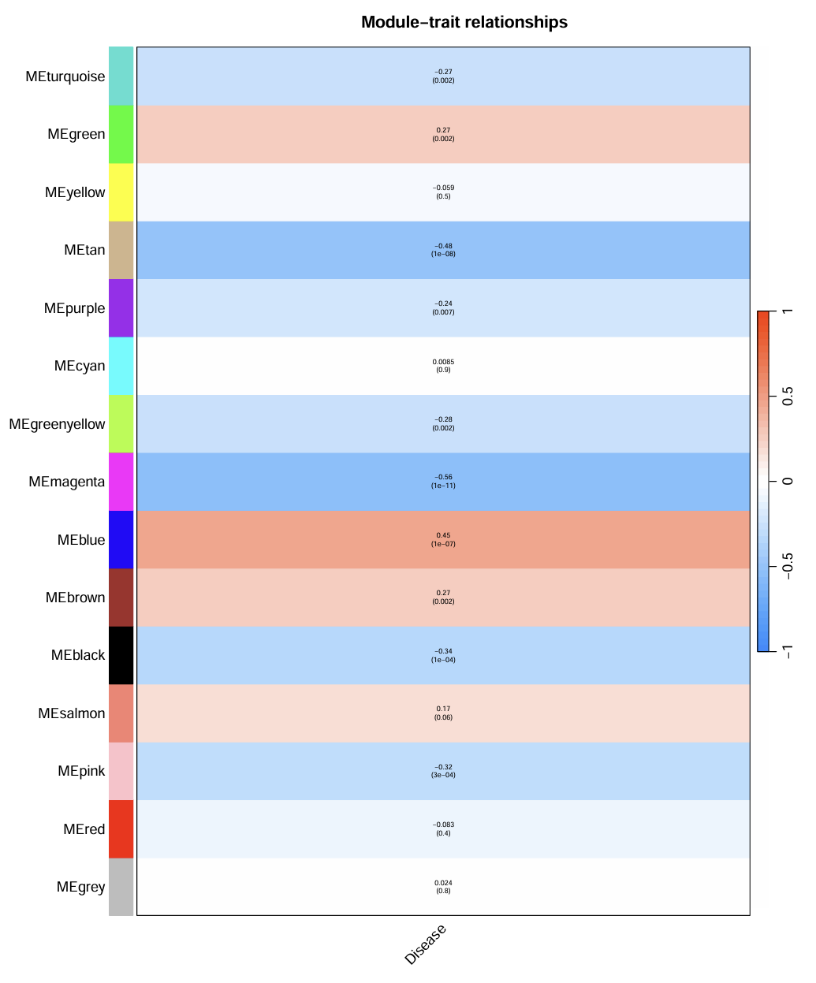 Module−trait relationships
MEturquoise
−0.27
(0.002)
MEgreen
0.27
(0.002)
MEyellow
−0.059
(0.5)
MEtan
−0.48
(1e−08)
MEpurple
−0.24
(0.007)
MEcyan
0.0085
(0.9)
MEgreenyellow
−0.28
(0.002)
MEmagenta
−0.56
(1e−11)
MEblue
0.45
(1e−07)
MEbrown
0.27
(0.002)
MEblack
−0.34
(1e−04)
MEsalmon
0.17
(0.06)
MEpink
−0.32
(3e−04)
MEred
−0.083
(0.4)
MEgrey
0.024
(0.8)
Disease
1
0.5
0
−0.5
−1